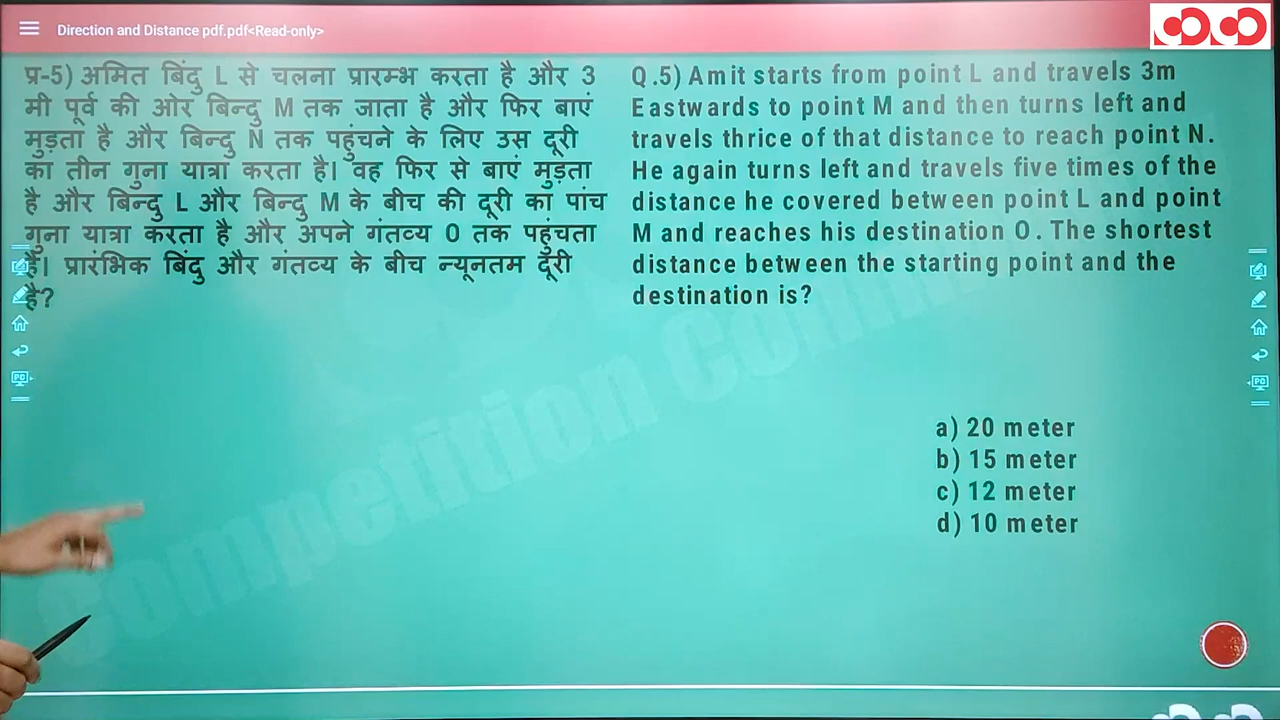 Direction and Distance pdf.pdf<Read-only>
प्र-5) अमित बिंदु L से चलना प्रारम्भ करता है और 3
मी पूर्व की ओर बिन्दु M तक जाता है और फिर बाएं
मुड़ता है और बिन्दु N तक पहुंचने के लिए उस दूरी
का तीन गुना यात्रा करता है। वह फिर से बाएं मुड़ता
है और बिन्दु L और बिन्दु M के बीच की दूरी का पांच
गुना यात्रा करता है और अपने गंतव्य O तक पहुंचता
है। प्रारंभिक बिंदु और गंतव्य के बीच न्यूनतम दूरी
है?
Q.5) Amit starts from point L and travels 3m
Eastwards to point M and then turns left and
travels thrice of that distance to reach point N.
He again turns left and travels five times of the
distance he covered between point L and point
M and reaches his destination O. The shortest
distance between the starting point and the
destination is?
a) 20 meter
b) 15 meter
c) 12 meter
d) 10 meter
Competition